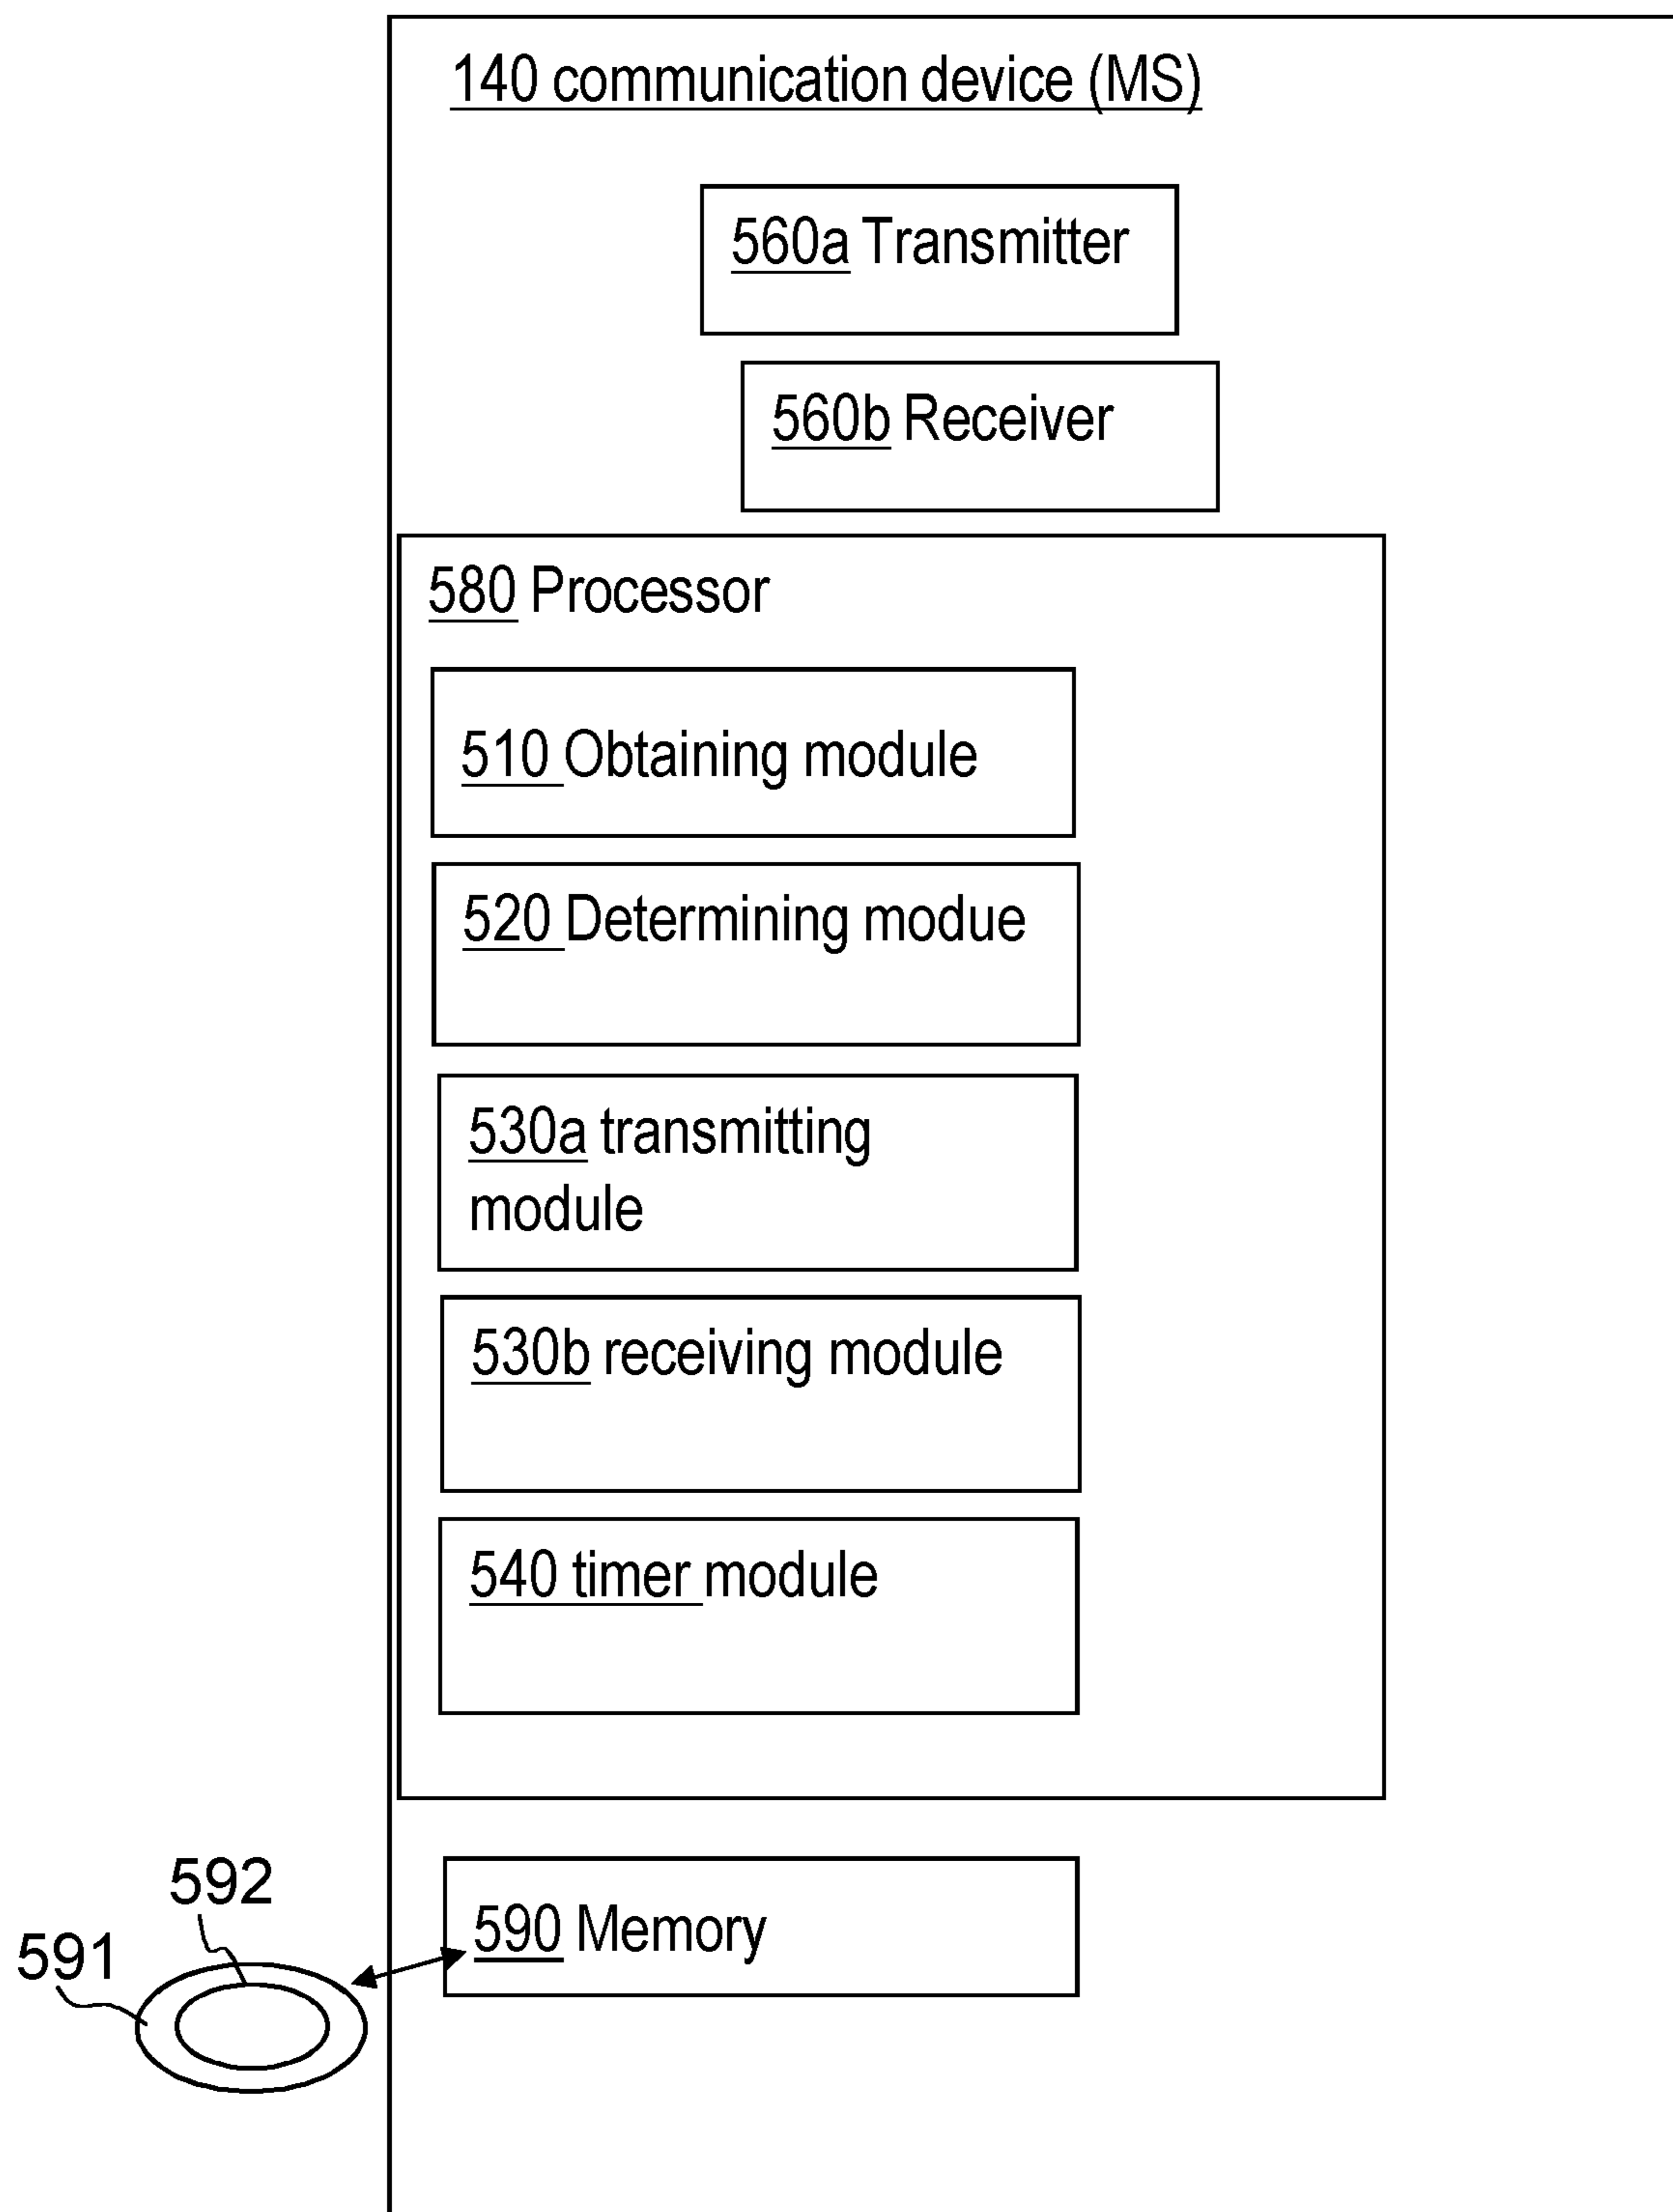 140 communication device (MS)
560a Transmitter
560b Receiver
580 Processor
510 Obtaining module
520 Determining modue
530a transmitting
module
530b receiving module
540 timer module
592
591
590 Memory